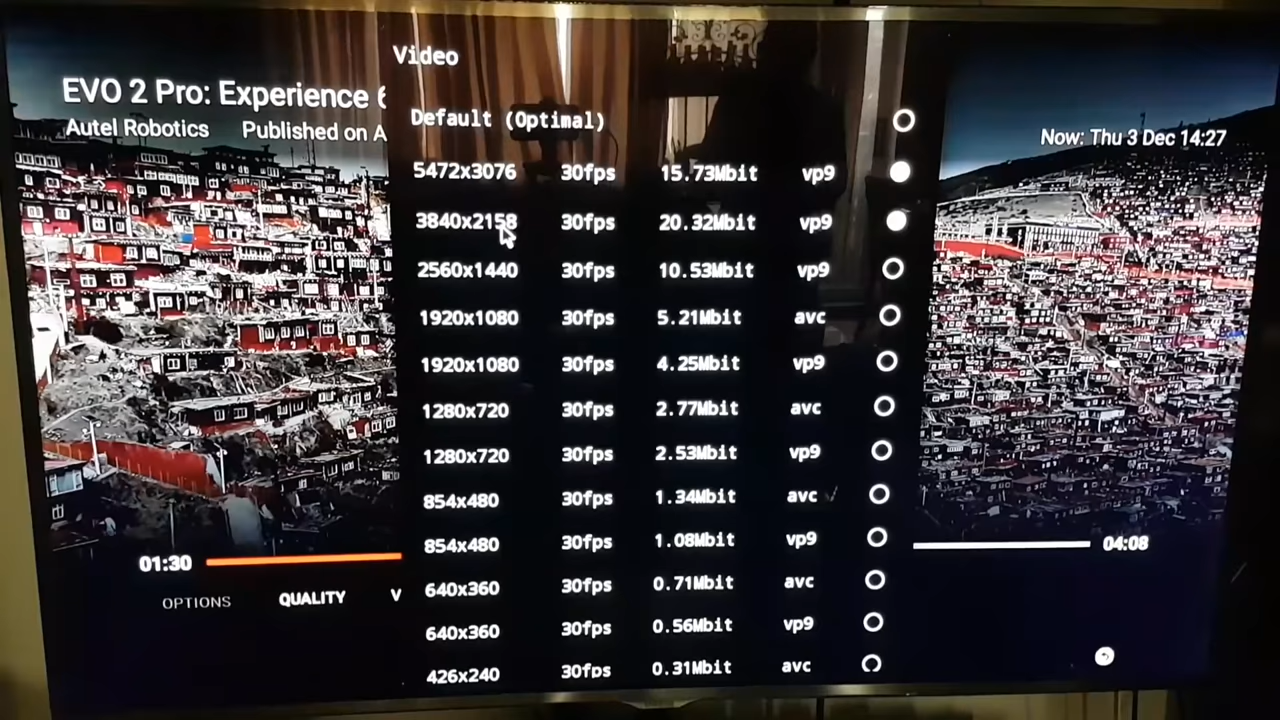 Video
EVO 2 Pro: Experience 6
Autel Robotics Published on A
Now: Thu 3 Dec 14:27
Default (Optimal)
5472x3076 30fps 15.73Mbit vp9
3840x2158 30fps 20.32Mbit vp9
2560x1440 30fps 10.53Mbit vp9
1920x1080 30fps 5.21Mbit avc
1920x1080 30fps 4.25Mbit vp9
1280x720 30fps 2.77Mbit avc
1280x720 30fps 2.53Mbit vp9
854x480 30fps 1.34Mbit avc
854x480 30fps 1.08Mbit vp9
640x360 30fps 0.71Mbit avc
640x360 30fps 0.56Mbit vp9
426x240 30fps 0.31Mbit avc
01:30 04:08
OPTIONS QUALITY V